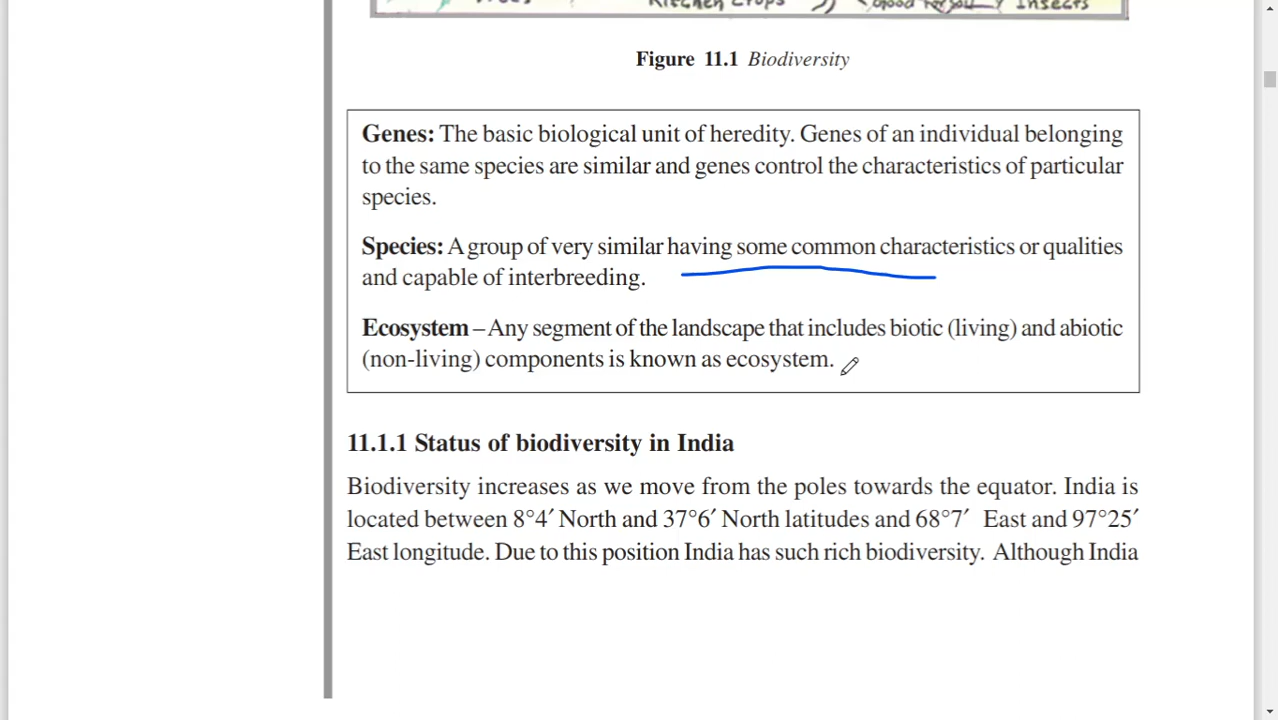 Kitchen Crops Insects
Figure 11.1 Biodiversity
Genes: The basic biological unit of heredity. Genes of an individual belonging
to the same species are similar and genes control the characteristics of particular
species.
Species: A group of very similar having some common characteristics or qualities
and capable of interbreeding.
Ecosystem – Any segment of the landscape that includes biotic (living) and abiotic
(non-living) components is known as ecosystem.
11.1.1 Status of biodiversity in India
Biodiversity increases as we move from the poles towards the equator. India is
located between 8°4′ North and 37°6′ North latitudes and 68°7′ East and 97°25′
East longitude. Due to this position India has such rich biodiversity. Although India